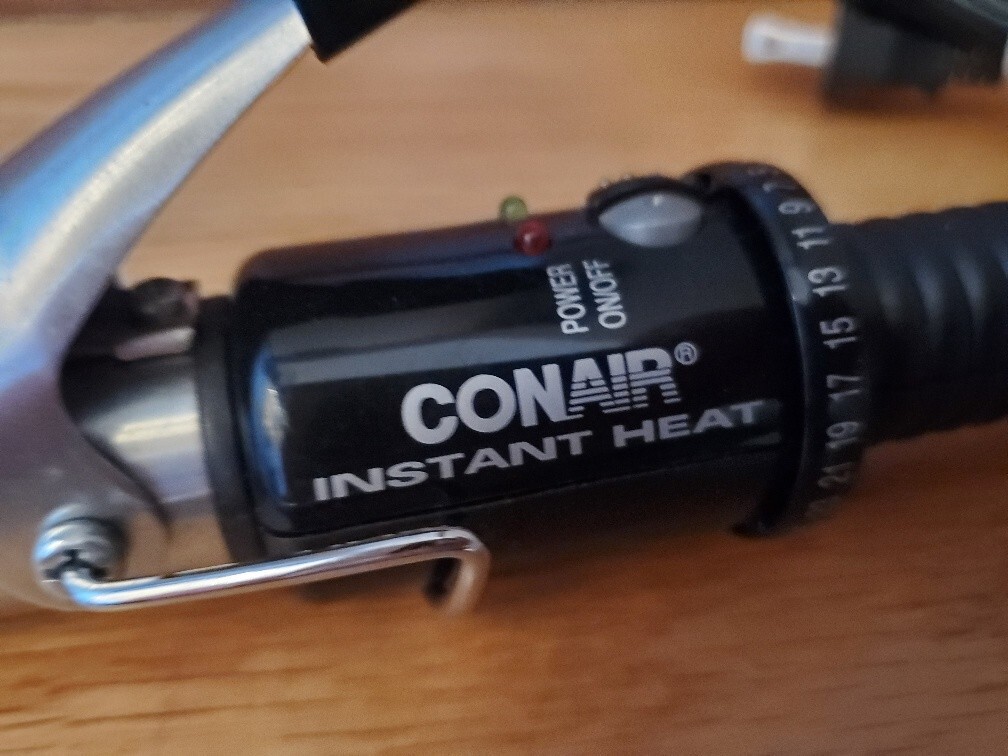 POWER
ON/OFF
CONAIR®
INSTANT HEAT
9
11
13
15
17
19
21